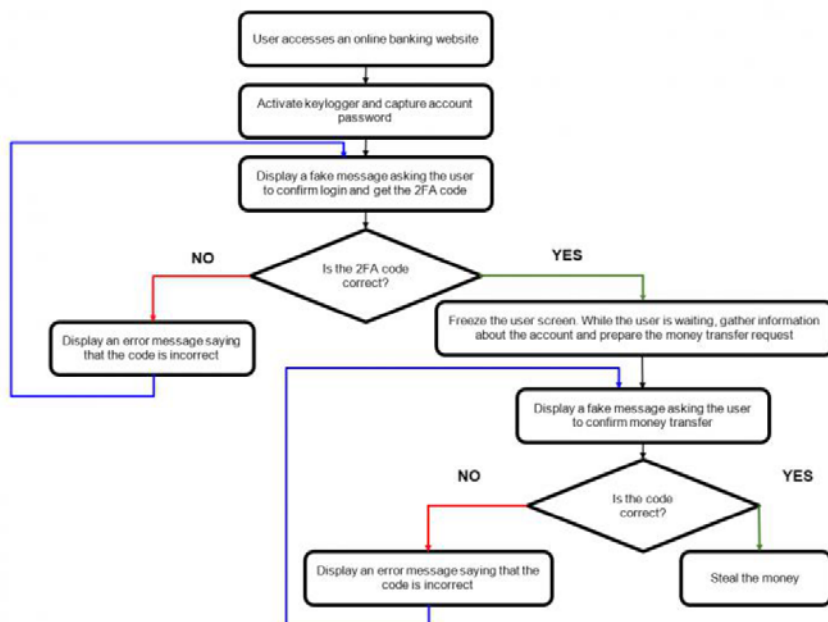 User accesses an online banking website
Activate keylogger and capture account
password
Display a fake message asking the user
to confirm login and get the 2FA code
NO
YES
Is the 2FA code
correct?
Display an error message saying
that the code is incorrect
Freeze the user screen. While the user is waiting, gather information
about the account and prepare the money transfer request
Display a fake message asking the user
to confirm money transfer
NO
YES
Is the code
correct?
Display an error message saying that the
code is incorrect
Steal the money